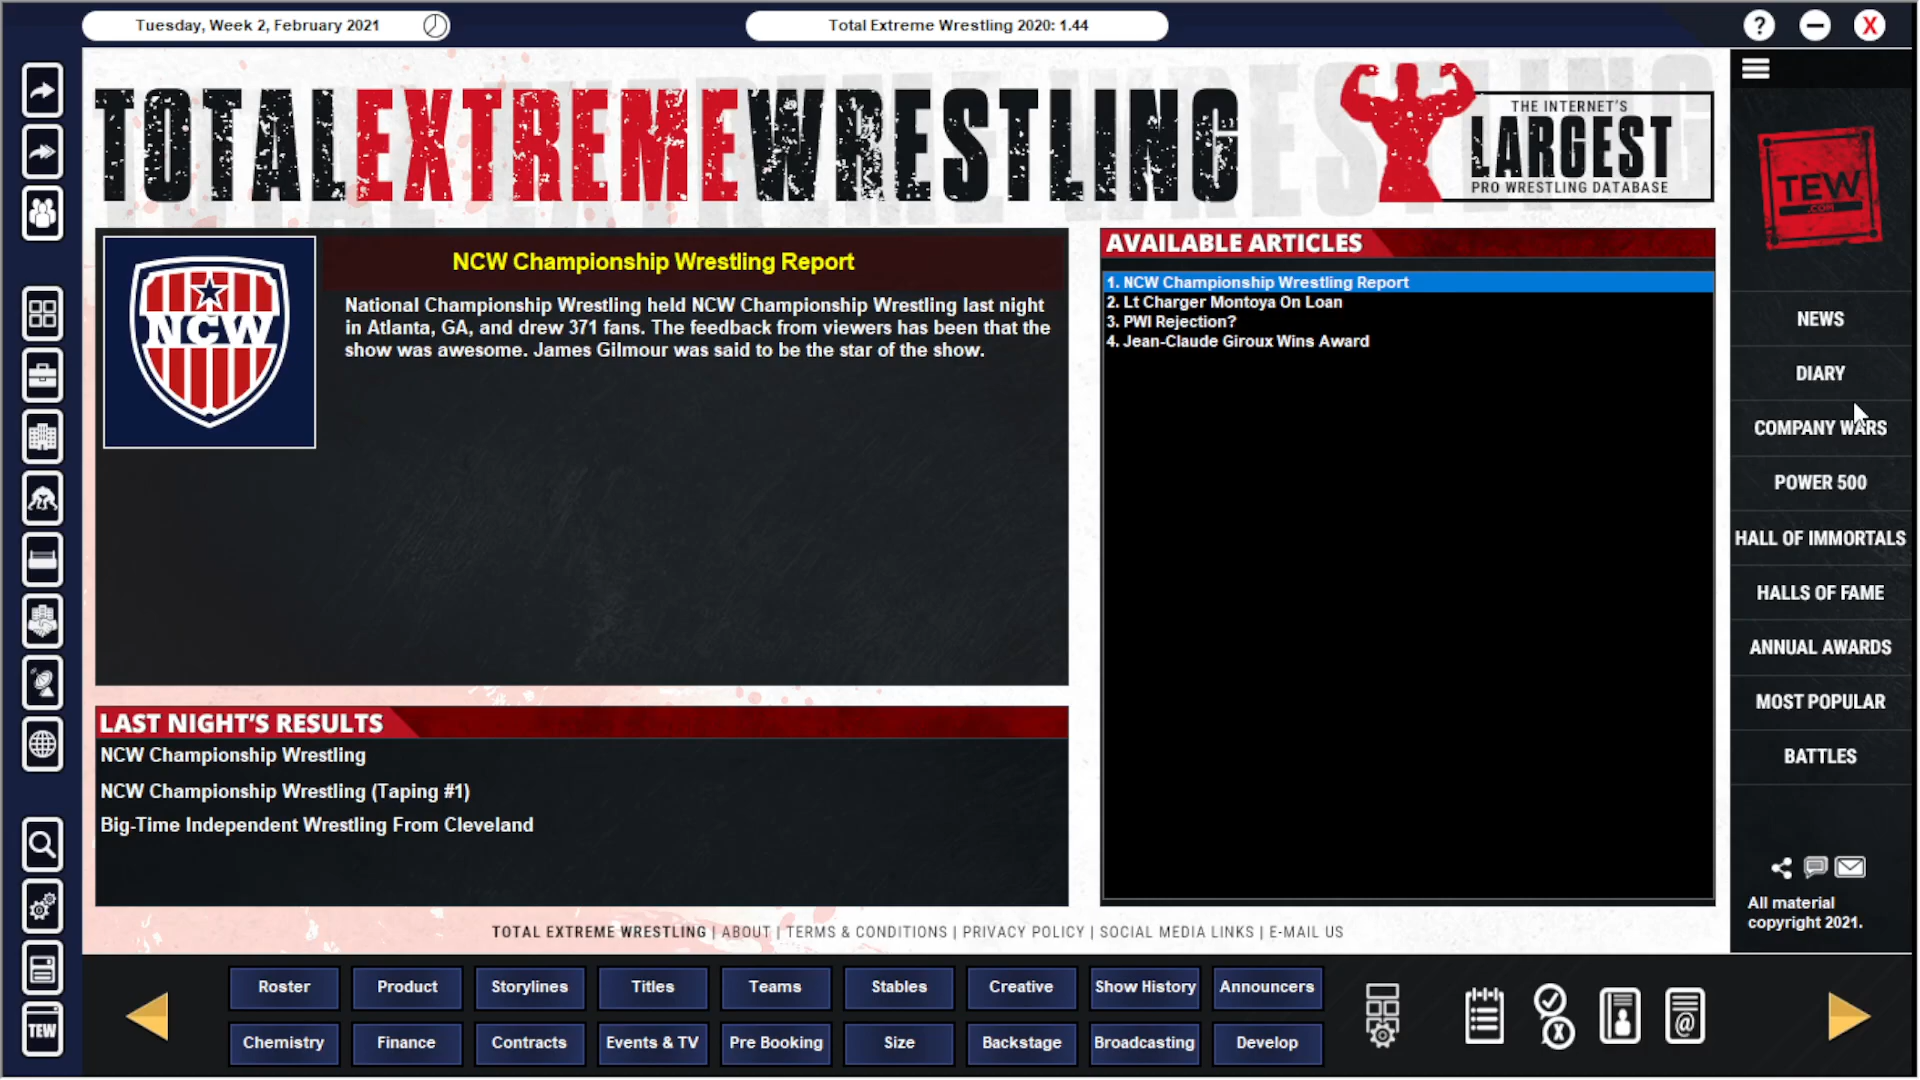 Tuesday, Week 2, February 2021
Total Extreme Wrestling 2020: 1.44
?
X
TOTALEXTREMEWRESTLING
THE INTERNET'S
LARGEST
PRO WRESTLING DATABASE
TEW
.COM
NCW
NCW Championship Wrestling Report
National Championship Wrestling held NCW Championship Wrestling last night
in Atlanta, GA, and drew 371 fans. The feedback from viewers has been that the
show was awesome. James Gilmour was said to be the star of the show.
AVAILABLE ARTICLES
1. NCW Championship Wrestling Report
2. Lt Charger Montoya On Loan
3. PWI Rejection?
4. Jean-Claude Giroux Wins Award
NEWS
DIARY
COMPANY WARS
POWER 500
HALL OF IMMORTALS
HALLS OF FAME
ANNUAL AWARDS
MOST POPULAR
BATTLES
All material
copyright 2021.
LAST NIGHT'S RESULTS
NCW Championship Wrestling
NCW Championship Wrestling (Taping #1)
Big-Time Independent Wrestling From Cleveland
TOTAL EXTREME WRESTLING | ABOUT | TERMS & CONDITIONS | PRIVACY POLICY | SOCIAL MEDIA LINKS | E-MAIL US
TEW
Roster Product Storylines Titles Teams Stables Creative Show History Announcers
Chemistry Finance Contracts Events & TV Pre Booking Size Backstage Broadcasting Develop